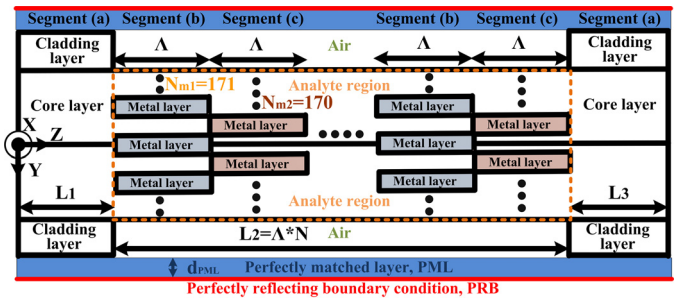 Segment (a) Segment (b) Segment (c) Segment (b) Segment (c) Segment (a)
Cladding layer Λ Λ Air Λ Λ Cladding layer
Analyte region
Nm1=171
Core layer Nm2=170 Core layer
Metal layer Metal layer
Metal layer Metal layer
X
Z
Metal layer Metal layer
Y
Metal layer Metal layer
Metal layer Metal layer
L1 L3
Analyte region
Cladding layer L2=Λ*N Air Cladding layer
dPML Perfectly matched layer, PML
Perfectly reflecting boundary condition, PRB